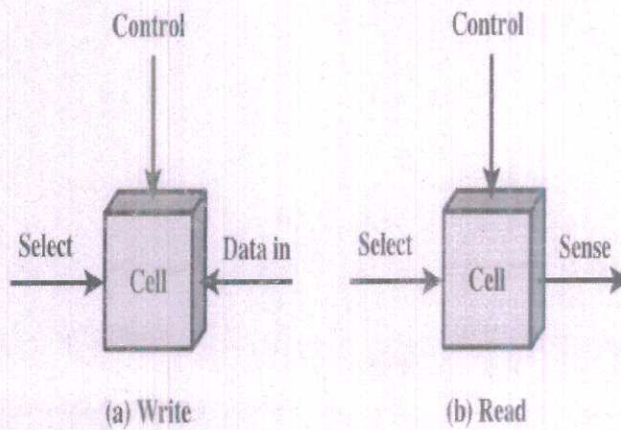 Control
Control
Select
Data in
Cell
Select
Sense
Cell
(a) Write
(b) Read